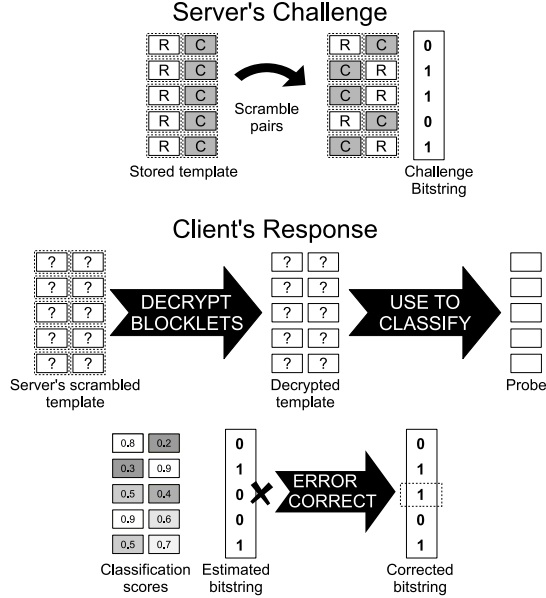 Server's Challenge
R C R C 0
R C C R 1
R C C R 1
R C R C 0
R C C R 1
Scramble
pairs
Stored template
Challenge
Bitstring
Client's Response
? ? ? ?
? ? ? ?
? ? ? ?
? ? ? ?
? ? ? ?
DECRYPT
BLOCKLETS
USE TO
CLASSIFY
Server's scrambled
template
Decrypted
template
Probe
0.8 0.2 0 0
0.3 0.9 1 1
0.5 0.4 0 1
0.9 0.6 0 0
0.5 0.7 1 1
ERROR
CORRECT
Classification
scores
Estimated
bitstring
Corrected
bitstring